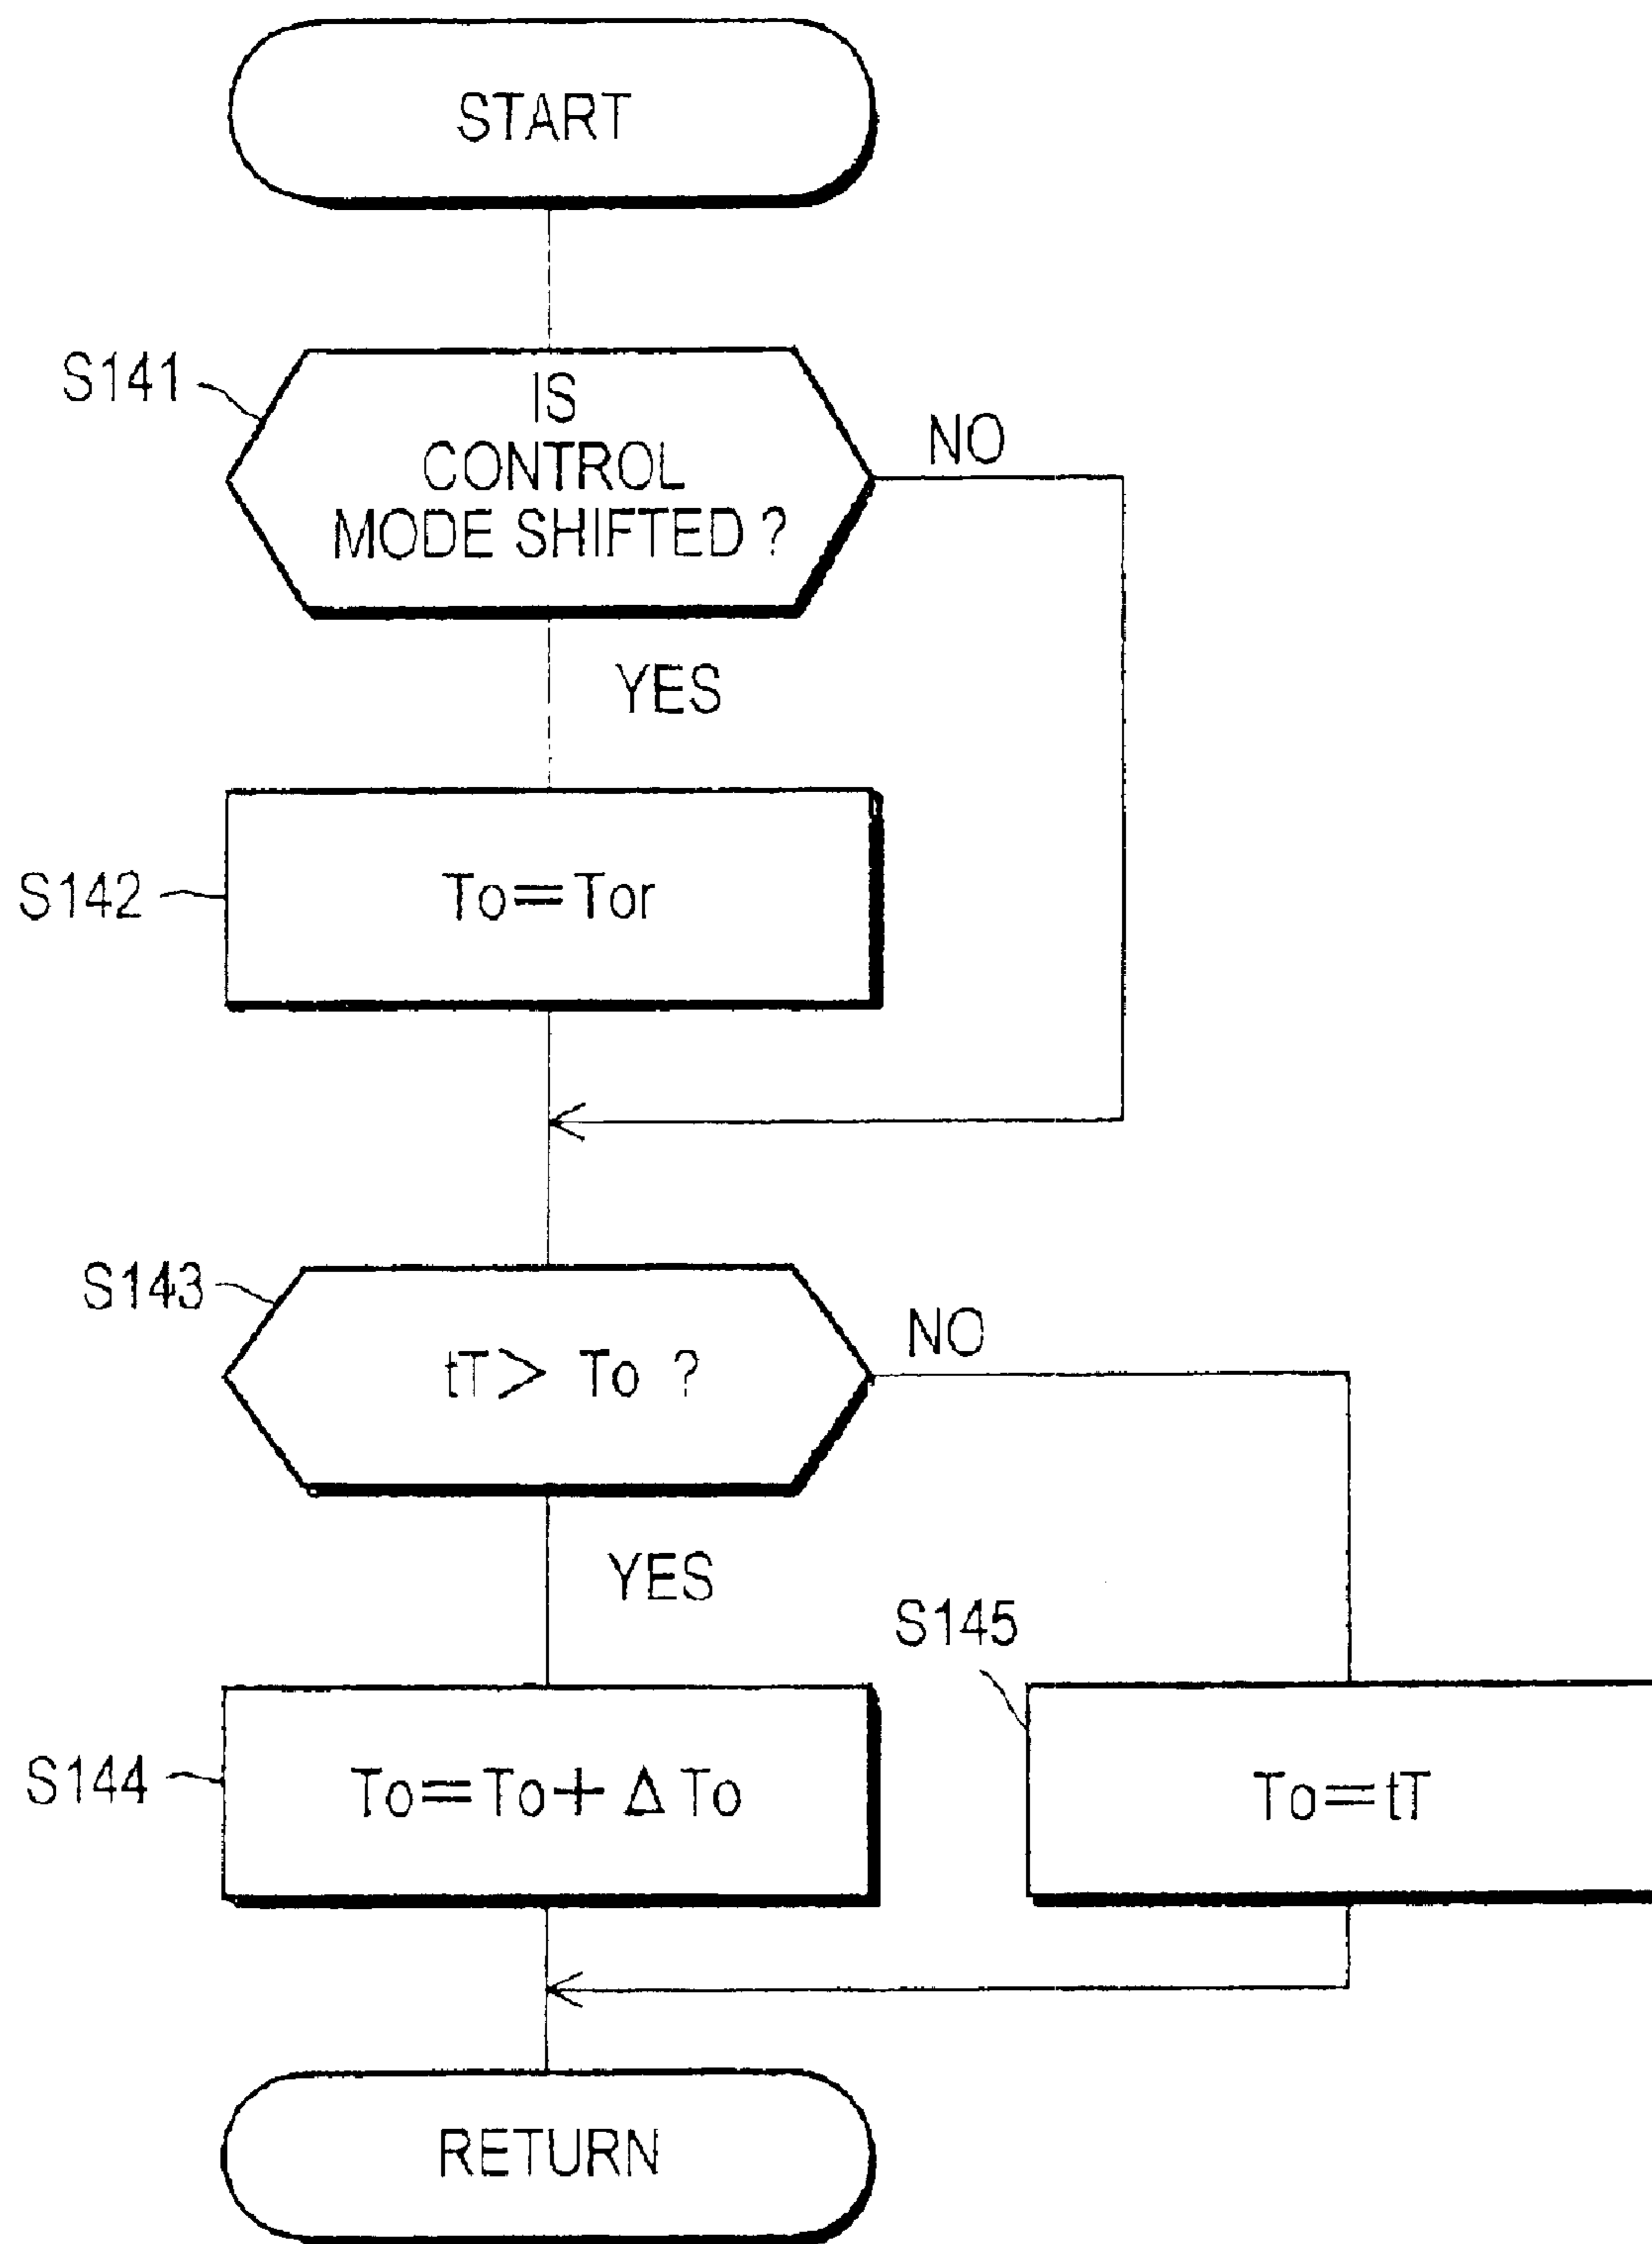 START
S141
IS
CONTROL
MODE SHIFTED ?
NO
YES
S142
To=Tor
S143
tT> To ?
NO
YES
S145
S144
To=To+ Δ To
To=tT
RETURN